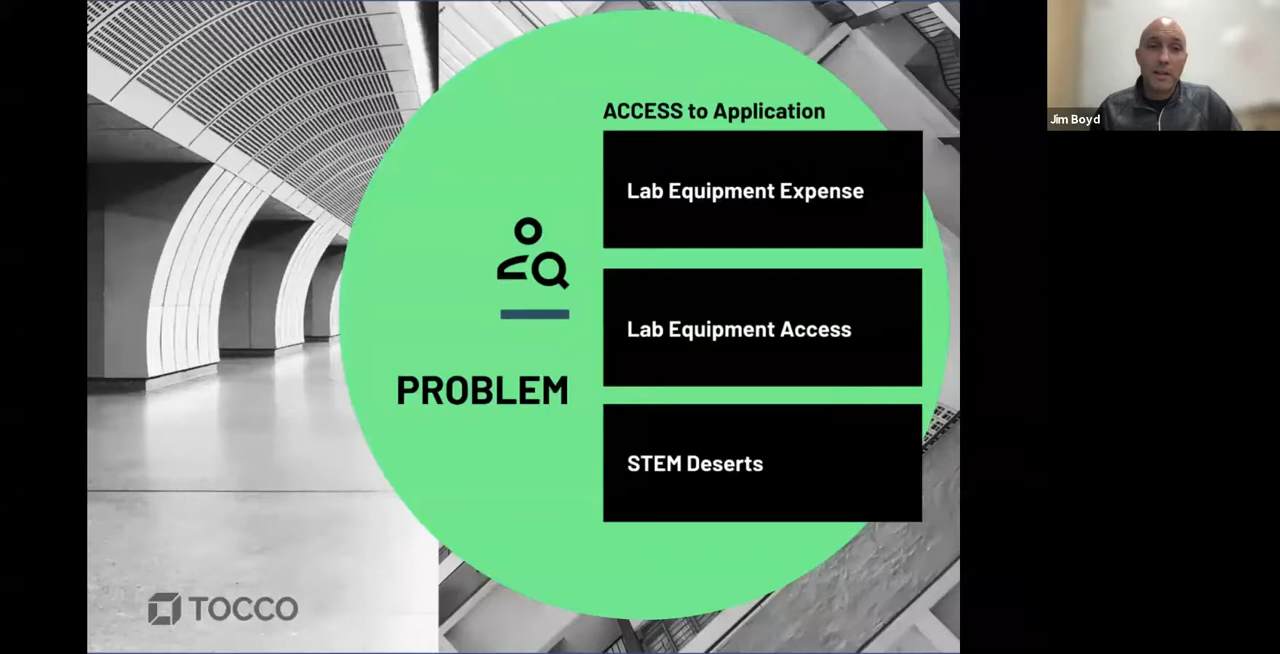 ACCESS to Application
Lab Equipment Expense
Lab Equipment Access
PROBLEM
STEM Deserts
TOCCO
Jim Boyd